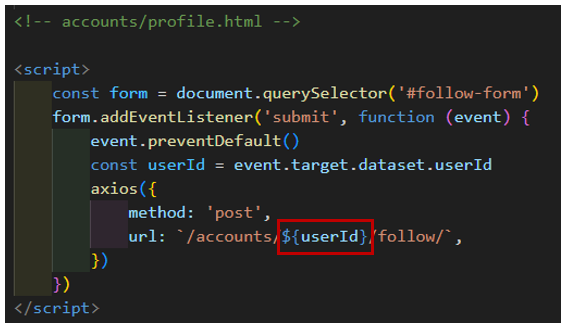 <!-- accounts/profile.html -->
<script>
const form = document.querySelector('#follow-form')
form.addEventListener('submit', function (event) {
event.preventDefault()
const userId = event.target.dataset.userId
axios({
method: 'post',
url: `/accounts/${userId}/follow/`,
})
})
</script>